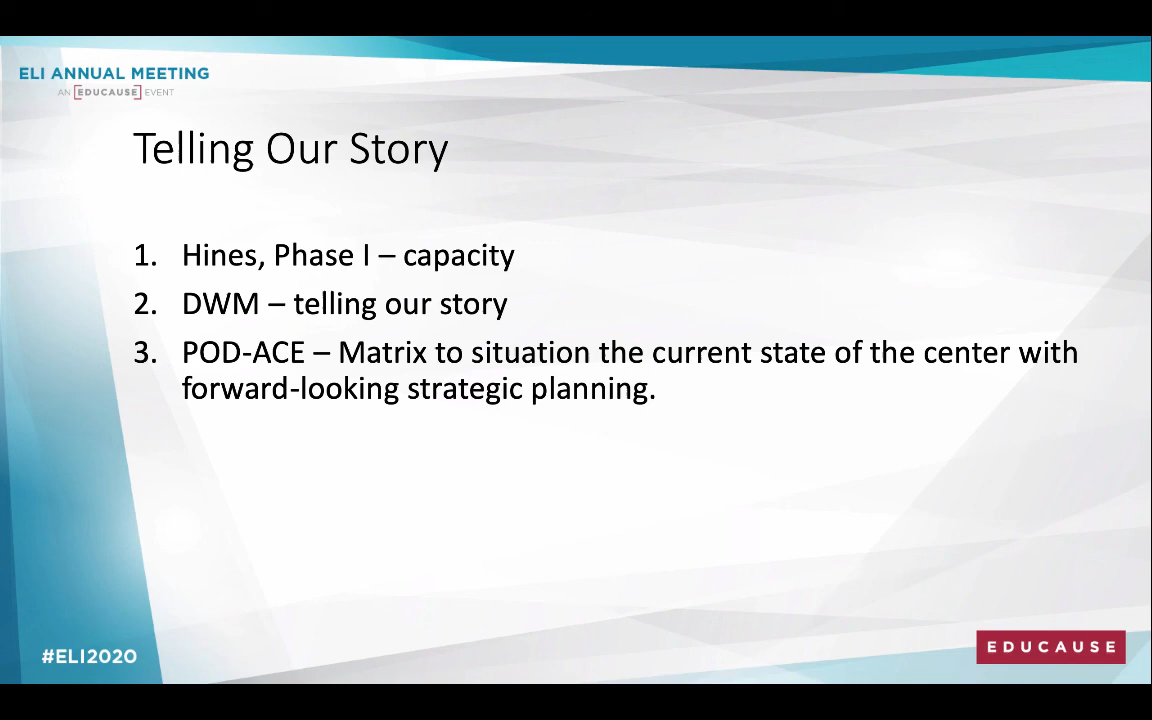 ELI ANNUAL MEETING
AN [EDUCAUSE] EVENT
Telling Our Story
1. Hines, Phase I – capacity
2. DWM – telling our story
3. POD-ACE – Matrix to situation the current state of the center with
forward-looking strategic planning.
#ELI2020
EDUCAUSE